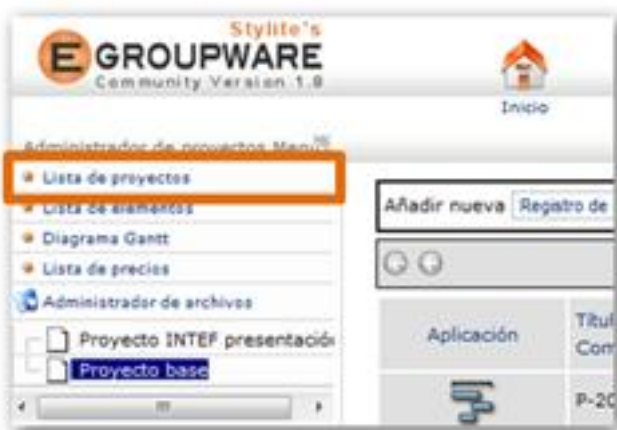 Stylite's
EGROUPWARE
Community Version 1.8
Inicio
Administrador de proyectos Menú
Lista de proyectos
Lista de elementos
Diagrama Gantt
Lista de precios
Administrador de archivos
Proyecto INTEF presentación
Proyecto base
Añadir nueva Registro de
Aplicación
Títul
Com
P-20